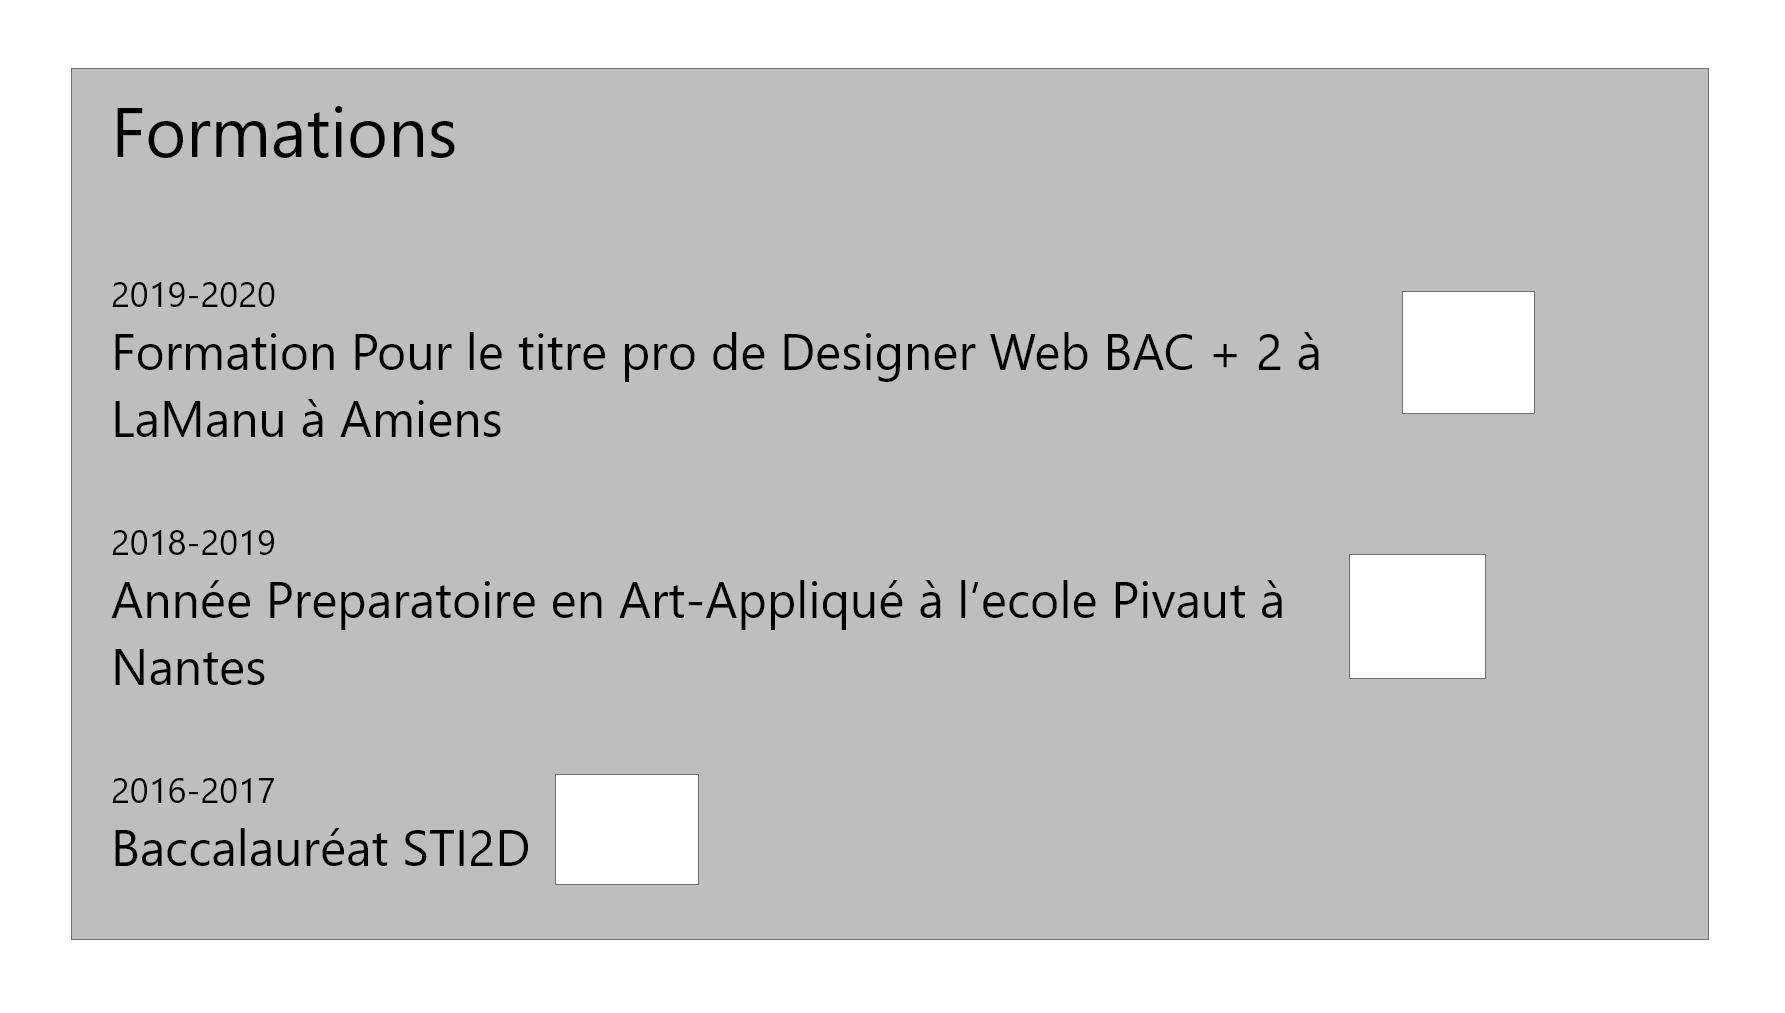 Formations
2019-2020
Formation Pour le titre pro de Designer Web BAC + 2 à
LaManu à Amiens
2018-2019
Année Preparatoire en Art-Appliqué à l’ecole Pivaut à
Nantes
2016-2017
Baccalauréat STI2D